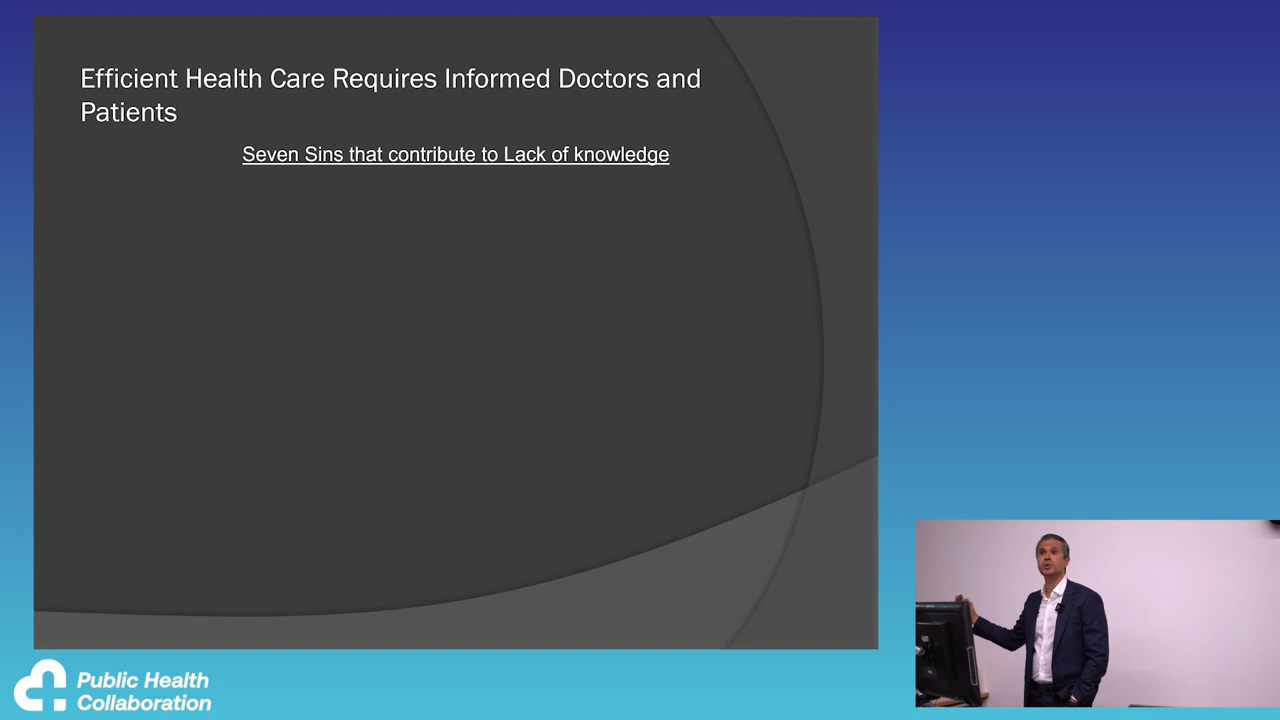 Efficient Health Care Requires Informed Doctors and
Patients
Seven Sins that contribute to Lack of knowledge
Public Health
Collaboration